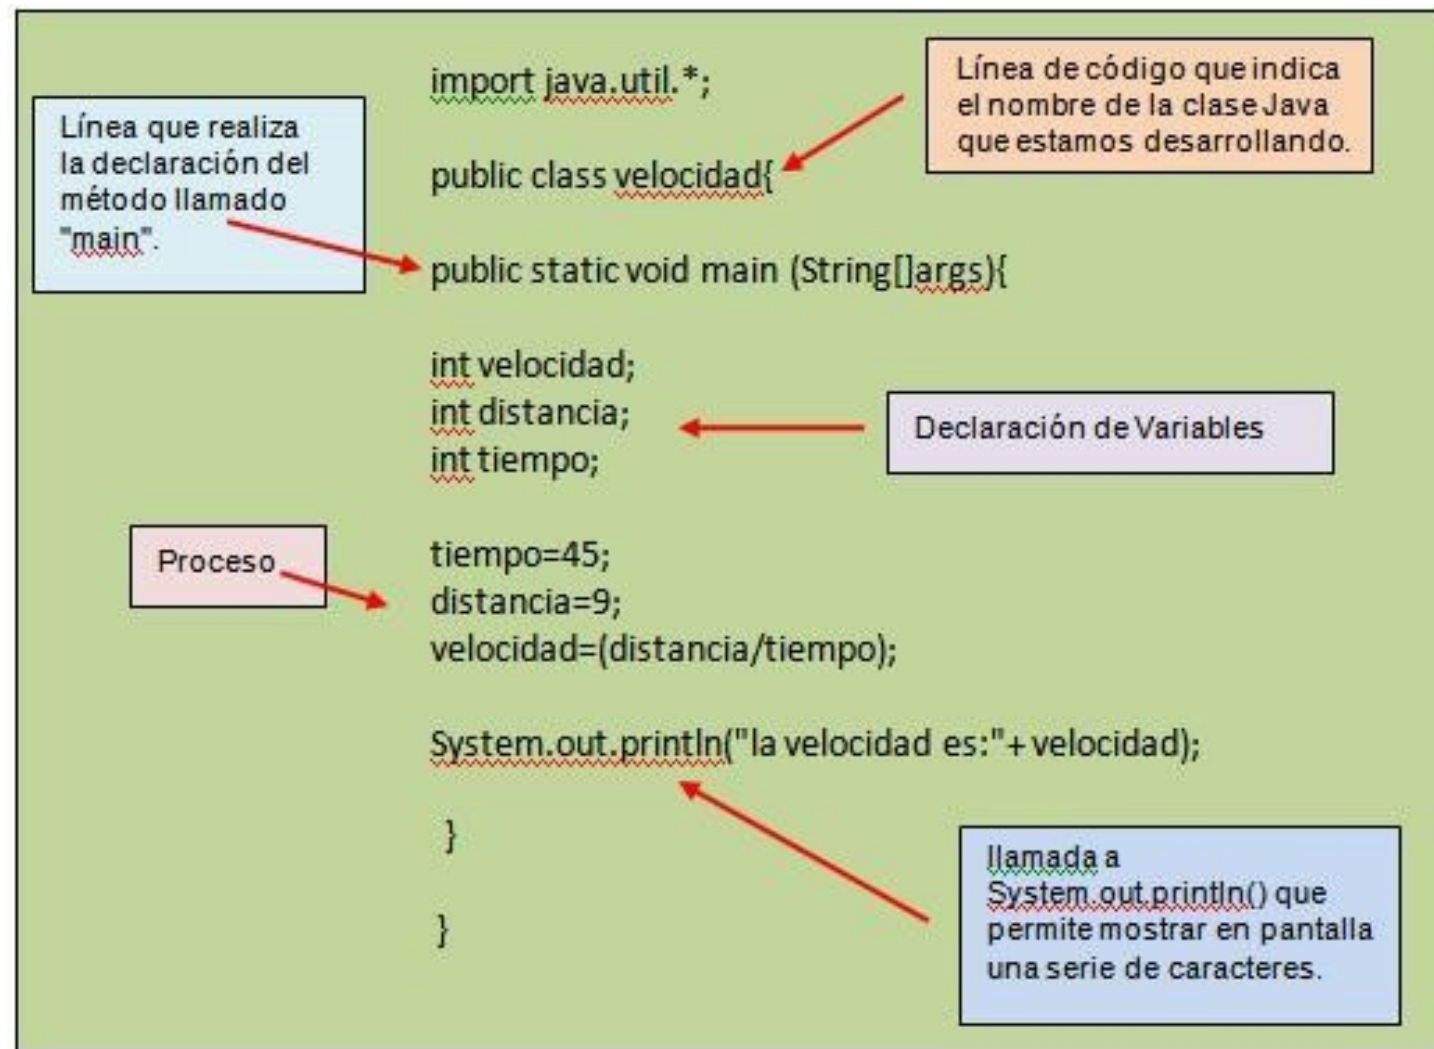 import java.util.*;
Línea de código que indica
el nombre de la clase Java
que estamos desarrollando.
Línea que realiza
la declaración del
método llamado
"main".
public class velocidad{
public static void main (String[]args){
int velocidad;
int distancia;
int tiempo;
Declaración de Variables
Proceso
tiempo=45;
distancia=9;
velocidad=(distancia/tiempo);
System.out.println("la velocidad es:"+ velocidad);
}
}
llamada a
System.out.println() que
permite mostrar en pantalla
una serie de caracteres.